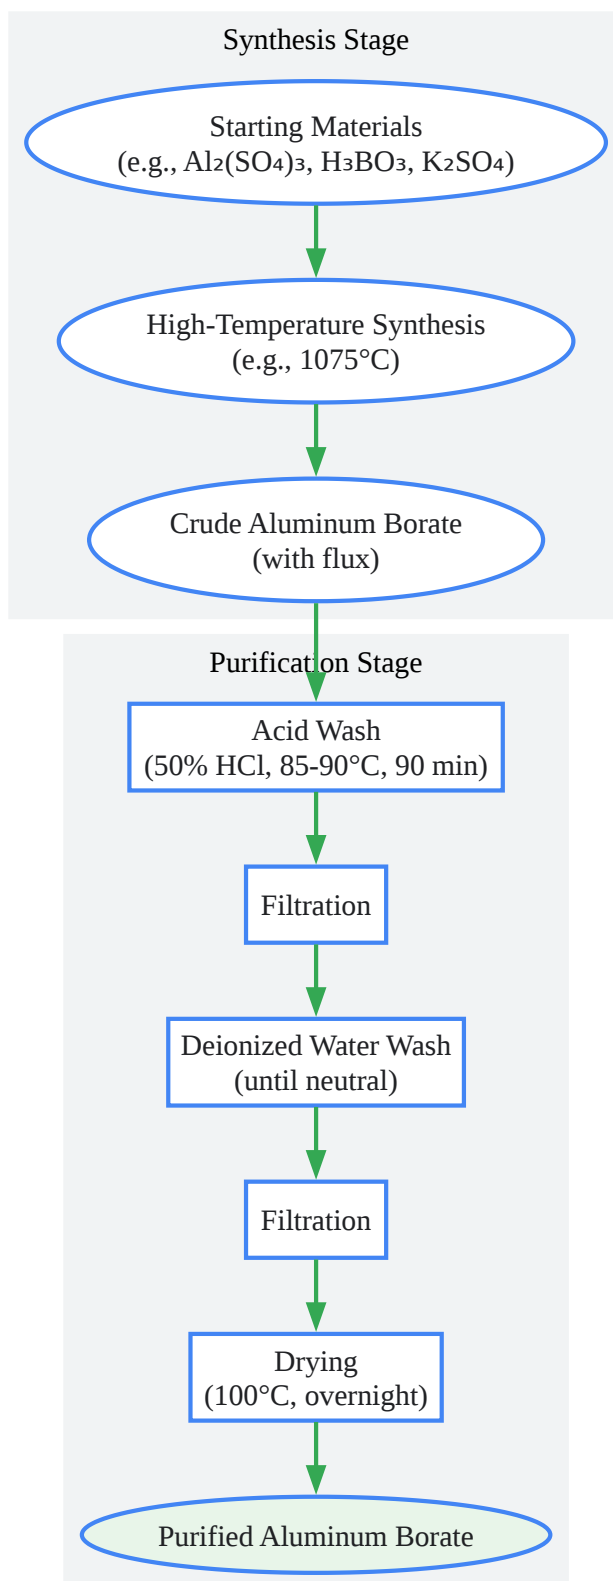 Synthesis Stage
Starting Materials
(e.g., Al₂(SO₄)₃, H₃BO₃, K₂SO₄)
High-Temperature Synthesis
(e.g., 1075°C)
Crude Aluminum Borate
(with flux)
Purification Stage
Acid Wash
(50% HCl, 85-90°C, 90 min)
Filtration
Deionized Water Wash
(until neutral)
Filtration
Drying
(100°C, overnight)
Purified Aluminum Borate